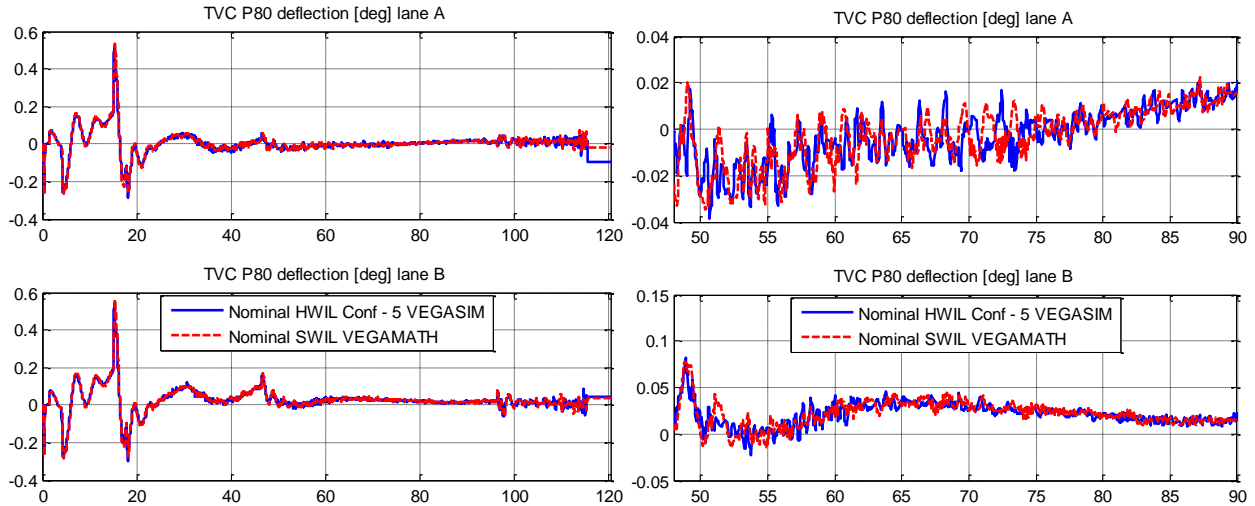 TVC P80 deflection [deg] lane A
0.6
0.4
0.2
0
-0.2
-0.4
0 20 40 60 80 100 120
TVC P80 deflection [deg] lane A
0.04
0.02
0
-0.02
-0.04
50 55 60 65 70 75 80 85 90
TVC P80 deflection [deg] lane B
0.6
0.4
0.2
0
-0.2
-0.4
Nominal HWIL Conf - 5 VEGASIM
Nominal SWIL VEGAMATH
0 20 40 60 80 100 120
TVC P80 deflection [deg] lane B
0.15
0.1
0.05
0
-0.05
Nominal HWIL Conf - 5 VEGASIM
Nominal SWIL VEGAMATH
50 55 60 65 70 75 80 85 90